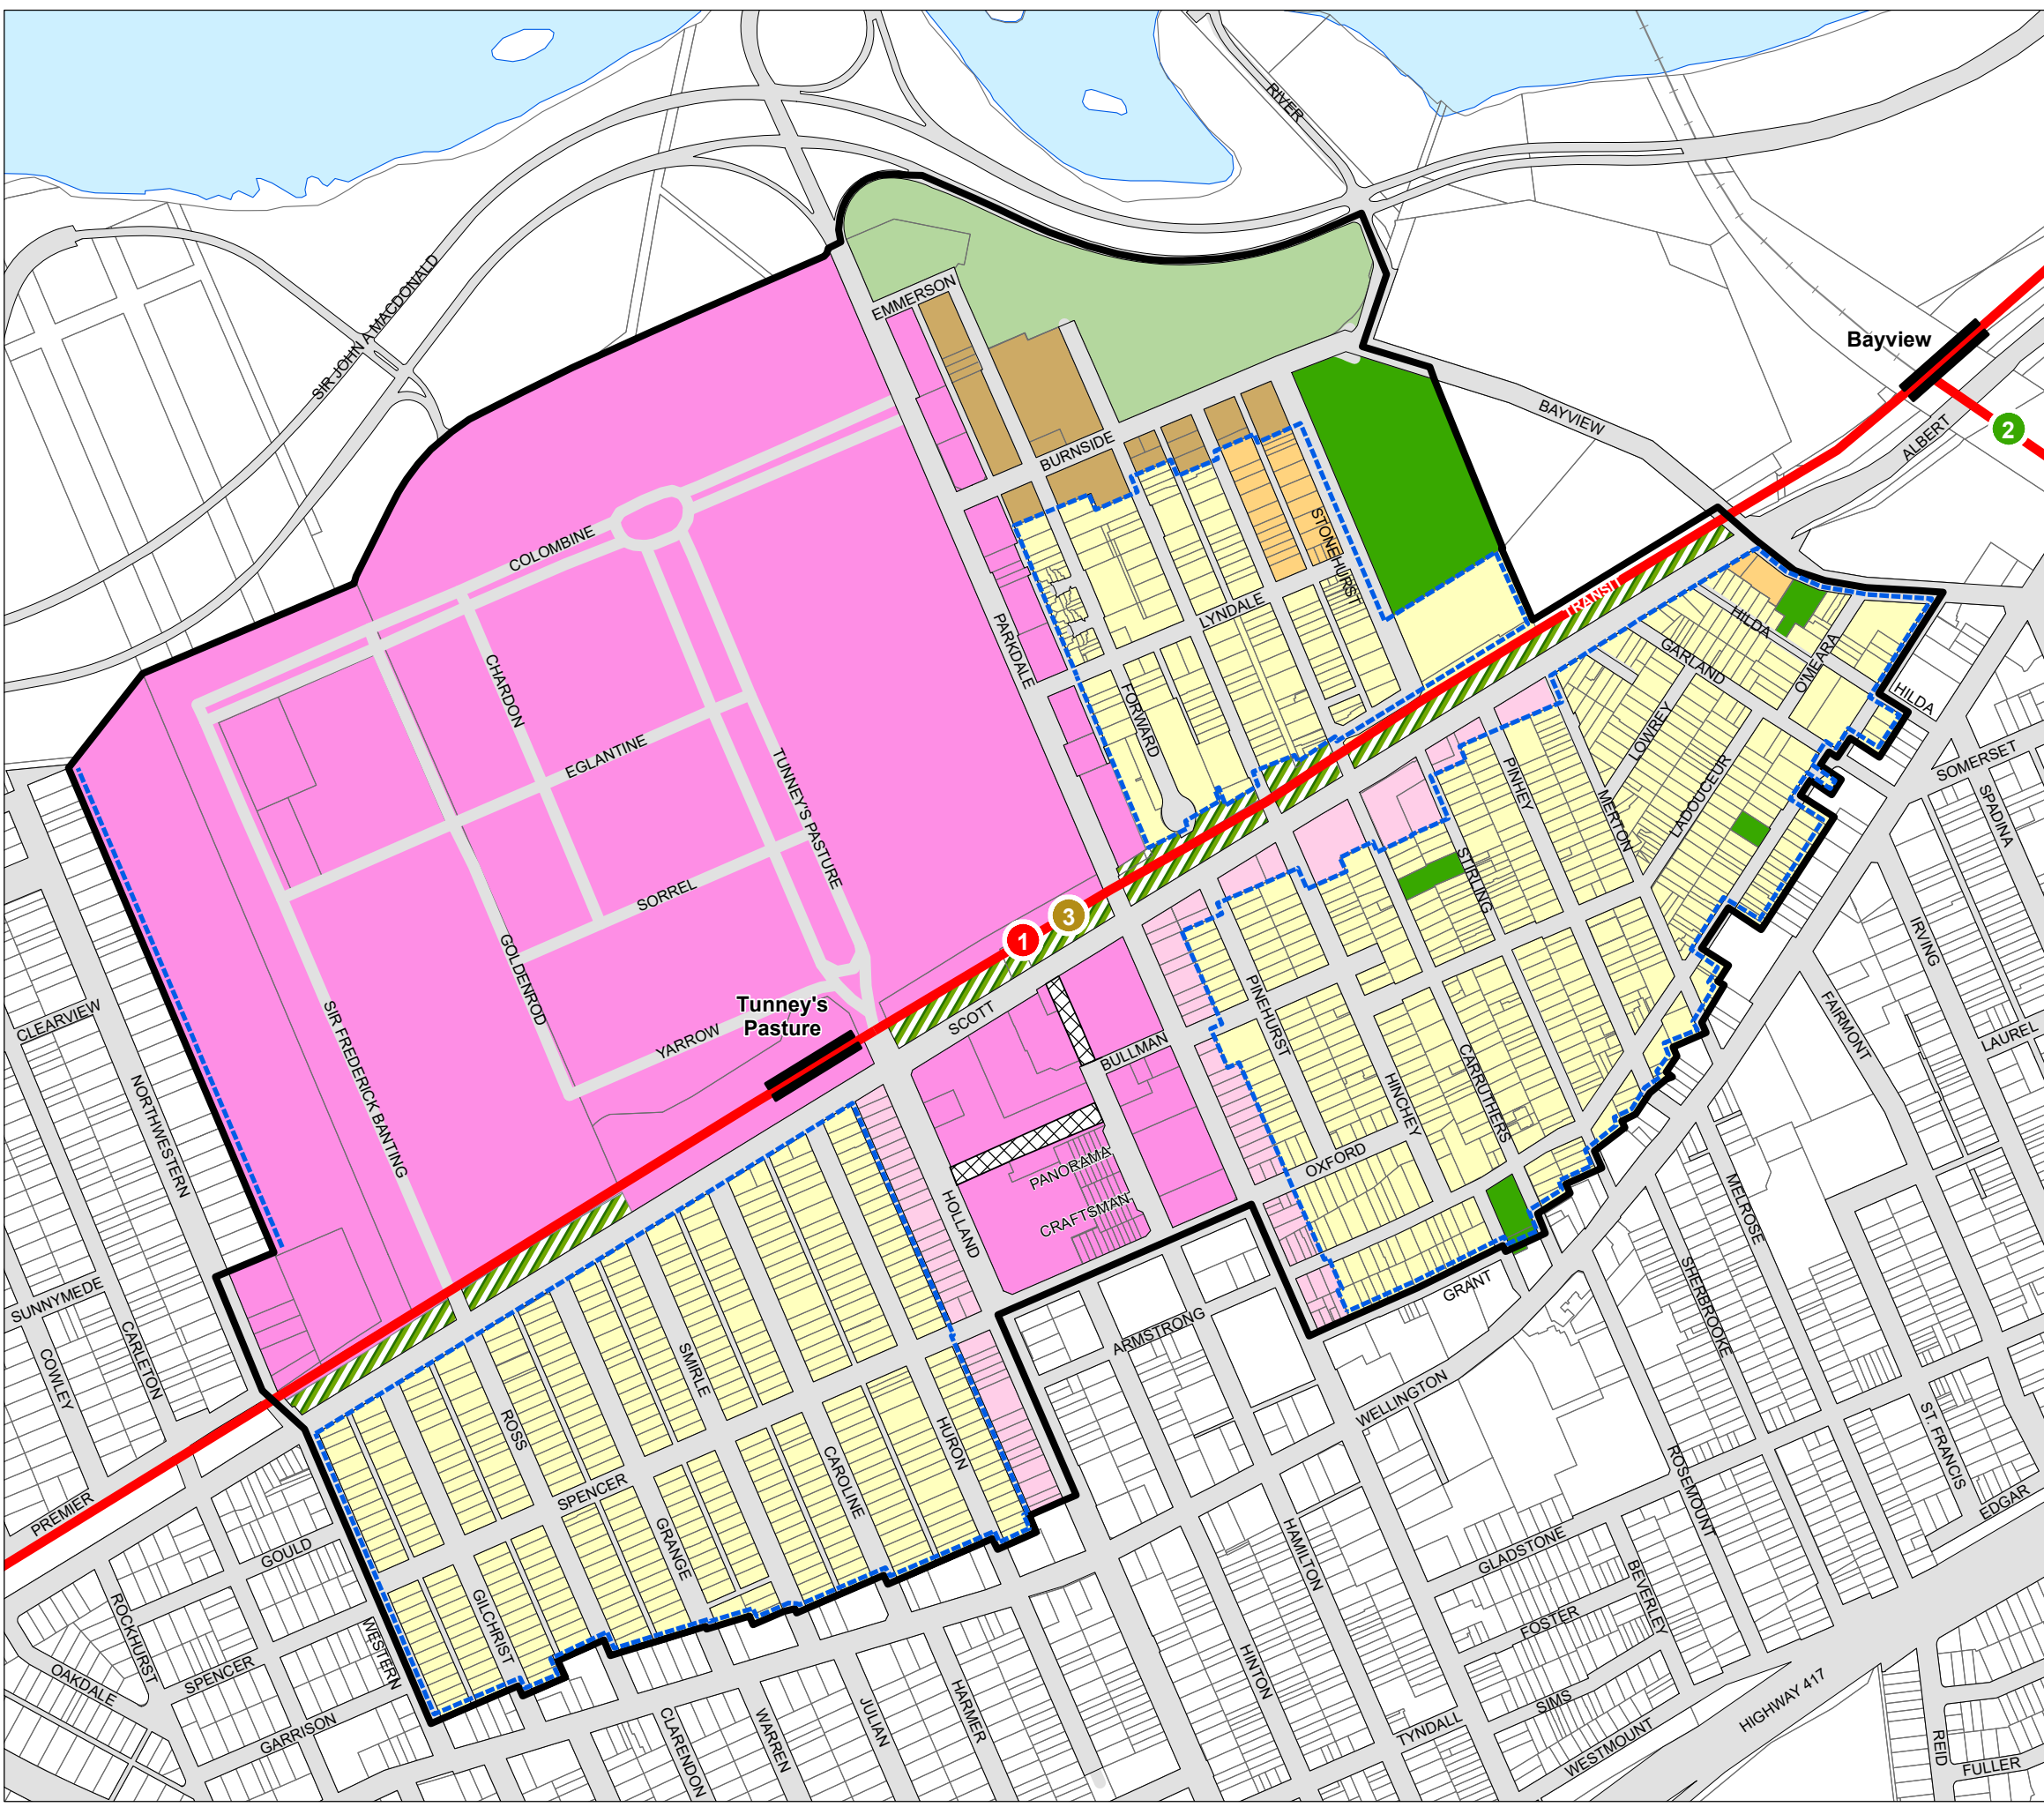 RIVER
SIR JOHN A MACDONALD
EMMERSON
Bayview
2
BAYVIEW
ALBERT
BURNSIDE
COLOMBINE
STONEHURST
TRANSIT
LYNDALE
HILDA
PARKDALE
CHARDON
GARLAND
O'MEARA
HILDA
FORWARD
LOWREY
EGLANTINE
TUNNEY'S PASTURE
PINHEY
MERTON
LADOUCEUR
SOMERSET
SPADINA
STIRLING
SORREL
1
3
GOLDENROD
IRVING
Tunney's
Pasture
SCOTT
PINEHURST
FAIRMONT
CLEARVIEW
YARROW
BULLMAN
LAUREL
NORTHWESTERN
SIR FREDERICK BANTING
HINCHEY
CARRUTHERS
PANORAMA
OXFORD
HOLLAND
CRAFTSMAN
MELROSE
SUNNYMEDE
GRANT
SHERBROOKE
CARLETON
COWLEY
ARMSTRONG
SMIRLE
WELLINGTON
ROSS
HURON
CAROLINE
ST. FRANCIS
SPENCER
ROSEMOUNT
EDGAR
PREMIER
GOULD
GRANGE
HAMILTON
GLADSTONE
BEVERLEY
ROCKHURST
GILCHRIST
FOSTER
WESTERN
SPENCER
OAKDALE
HINTON
GARRISON
CLARENDON
WARREN
JULIAN
HARMER
SIMS
TYNDALL
WESTMOUNT
HIGHWAY 417
REID
FULLER